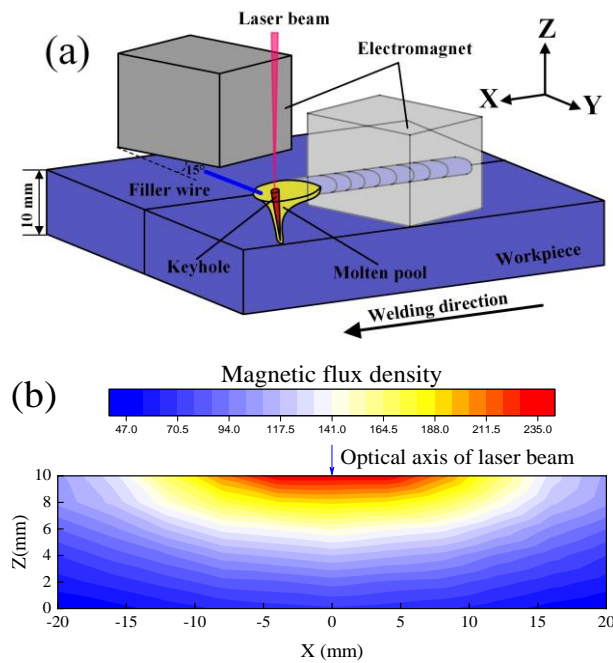 (a)
Laser beam
Electromagnet
Z
X
Y
15°
Filler wire
10 mm
Keyhole
Molten pool
Workpiece
Welding direction
(b)
Magnetic flux density
47.0 70.5 94.0 117.5 141.0 164.5 188.0 211.5 235.0
Optical axis of laser beam
10
8
6
4
2
0
Z(mm)
-20 -15 -10 -5 0 5 10 15 20
X (mm)